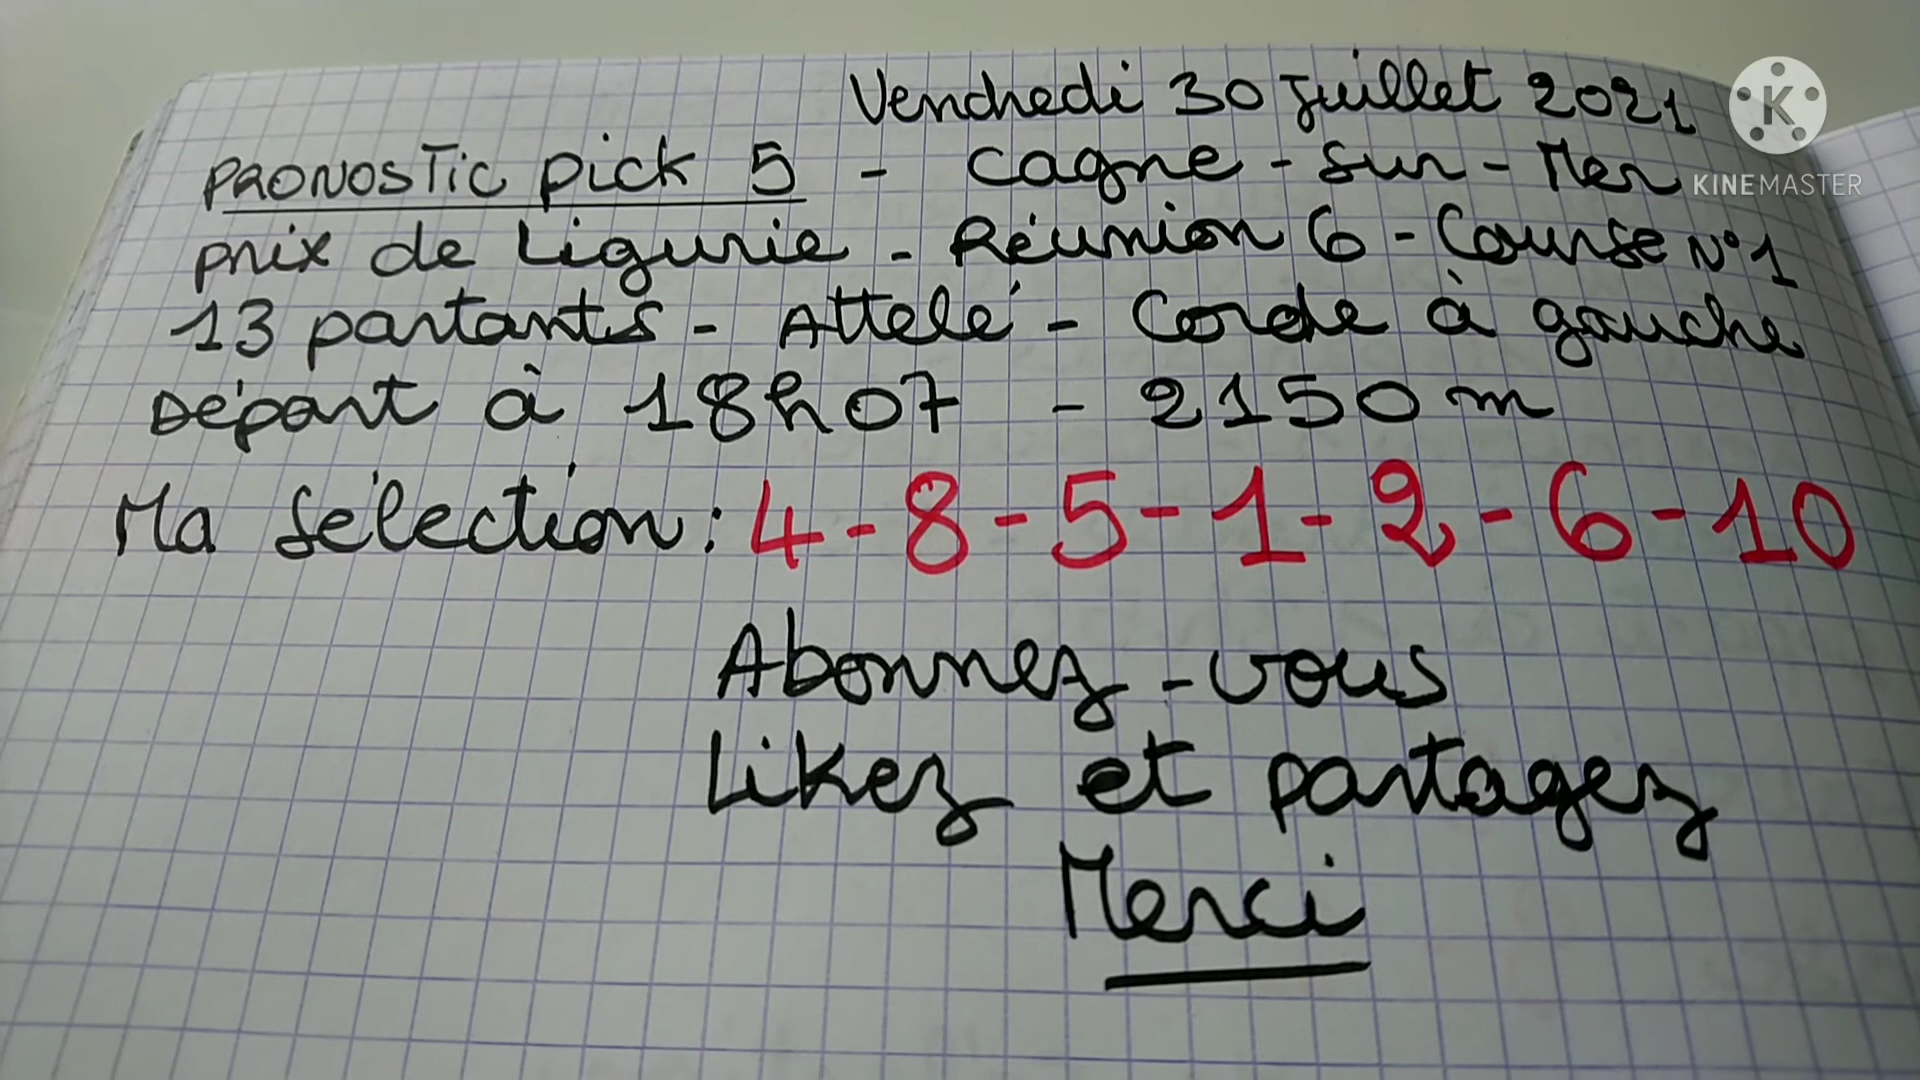 Vendredi 30 Juillet 2021
PRONOSTIC PICK 5 - Cagne-sur-Mer
KINEMASTER
prix de Ligurie - Réunion 6 - Course N°1
13 partants - Attelé - Corde à gauche
Départ à 18h07 - 2150 m
Ma sélection : 4-8-5-1-2-6-10
Abonnez-vous
Likez et partagez
Merci